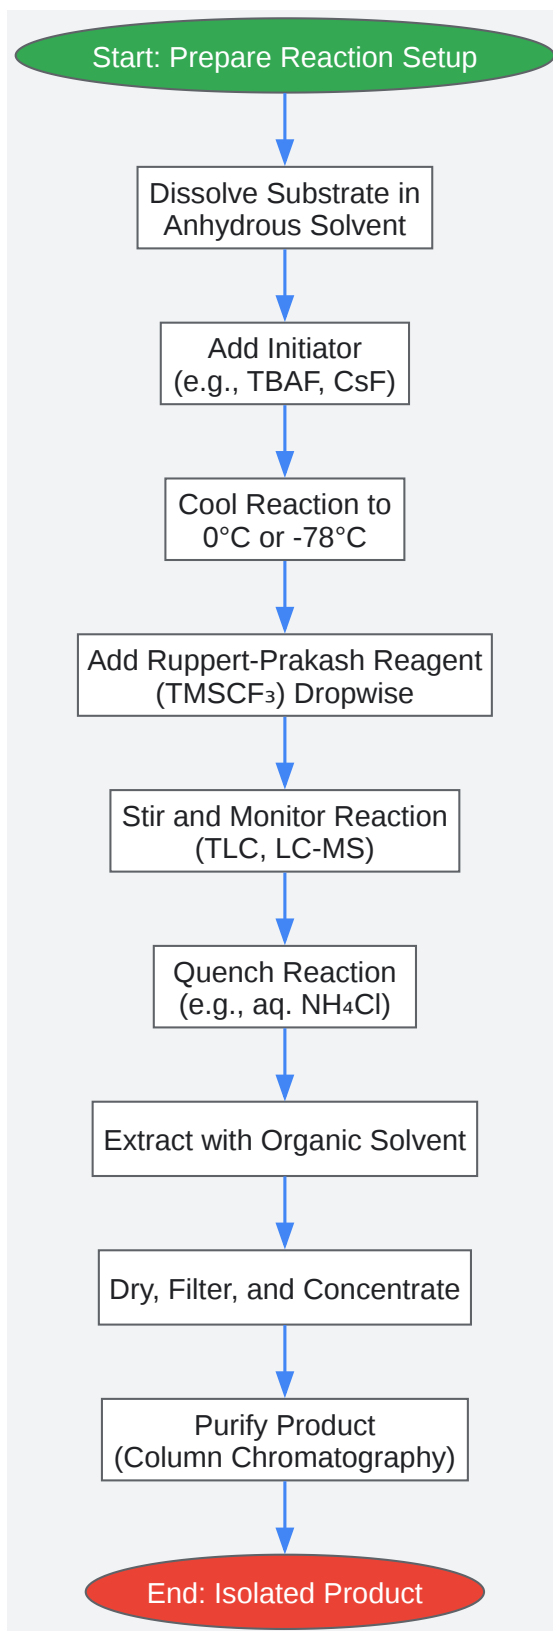 Start: Prepare Reaction Setup
Dissolve Substrate in
Anhydrous Solvent
Add Initiator
(e.g., TBAF, CsF)
Cool Reaction to
0°C or -78°C
Add Ruppert-Prakash Reagent
(TMSCF₃) Dropwise
Stir and Monitor Reaction
(TLC, LC-MS)
Quench Reaction
(e.g., aq. NH₄Cl)
Extract with Organic Solvent
Dry, Filter, and Concentrate
Purify Product
(Column Chromatography)
End: Isolated Product